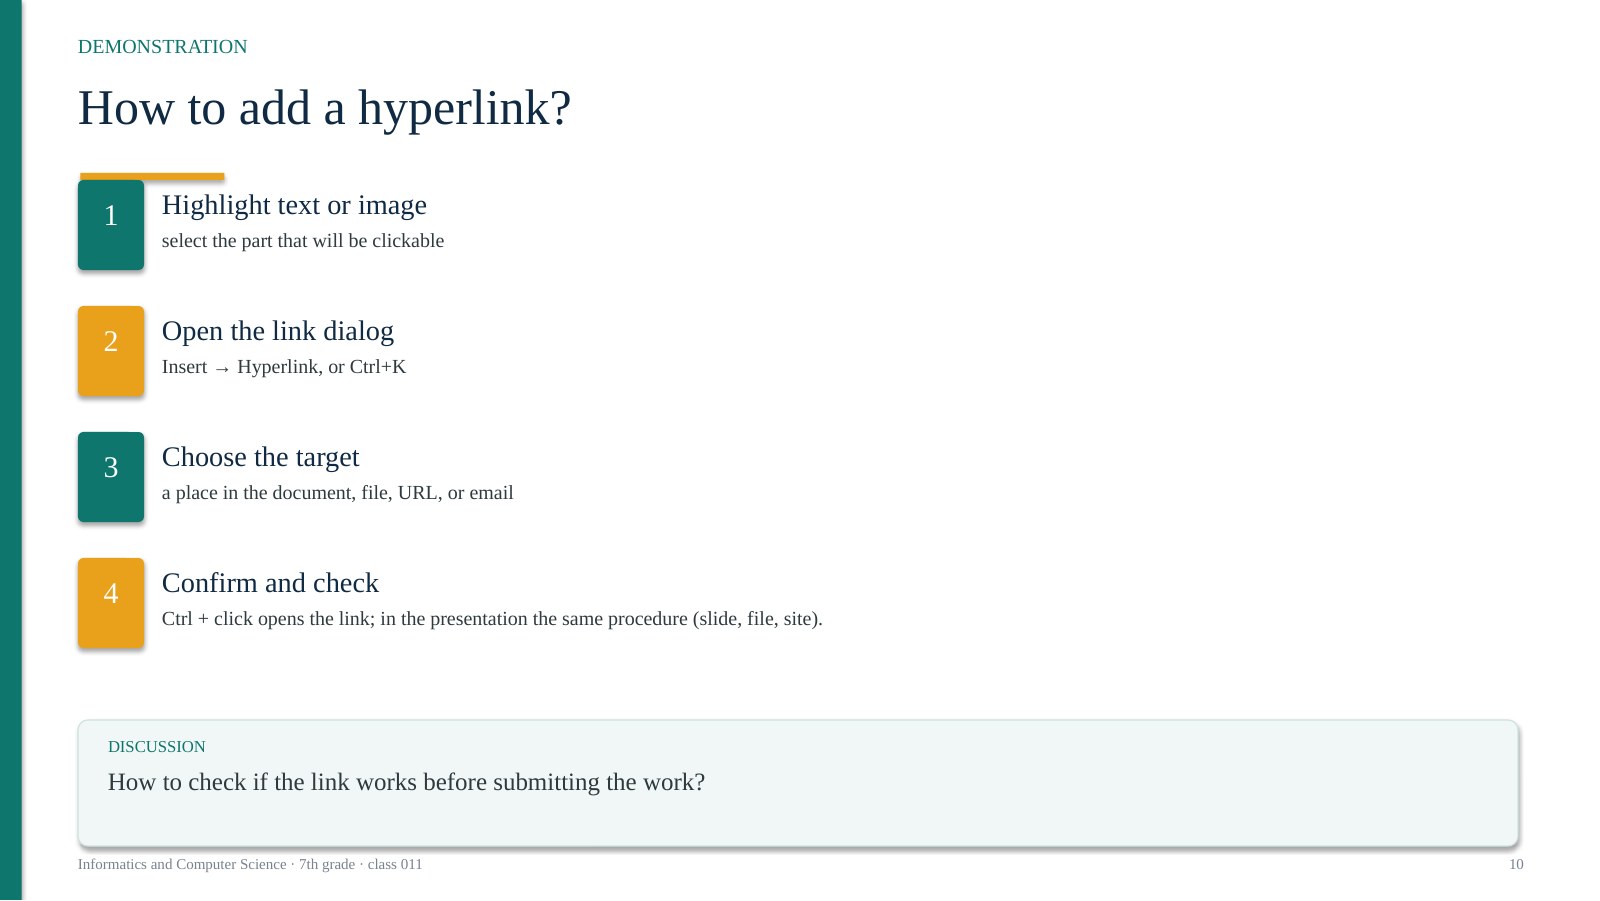 DEMONSTRATION
How to add a hyperlink?
1
Highlight text or image
select the part that will be clickable
2
Open the link dialog
Insert → Hyperlink, or Ctrl+K
3
Choose the target
a place in the document, file, URL, or email
4
Confirm and check
Ctrl + click opens the link; in the presentation the same procedure (slide, file, site).
DISCUSSION
How to check if the link works before submitting the work?
Informatics and Computer Science · 7th grade · class 011
10